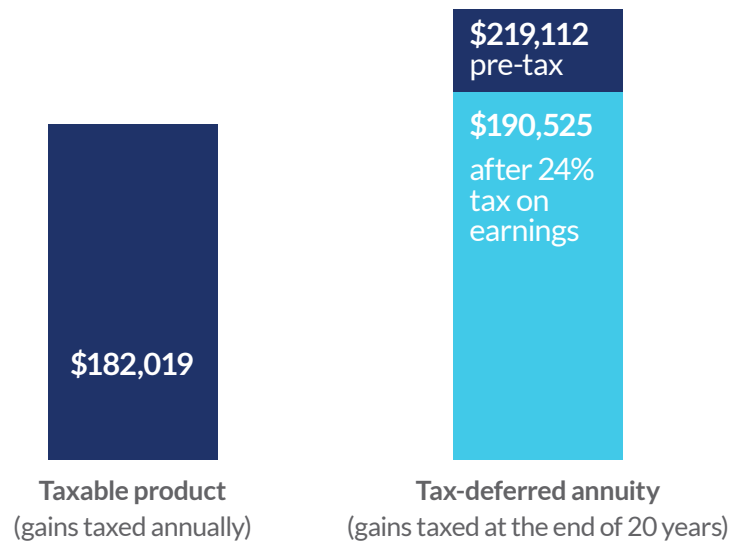 $219,112
pre-tax
$190,525
after 24%
tax on
earnings
$182,019
Taxable product
(gains taxed annually)
Tax-deferred annuity
(gains taxed at the end of 20 years)